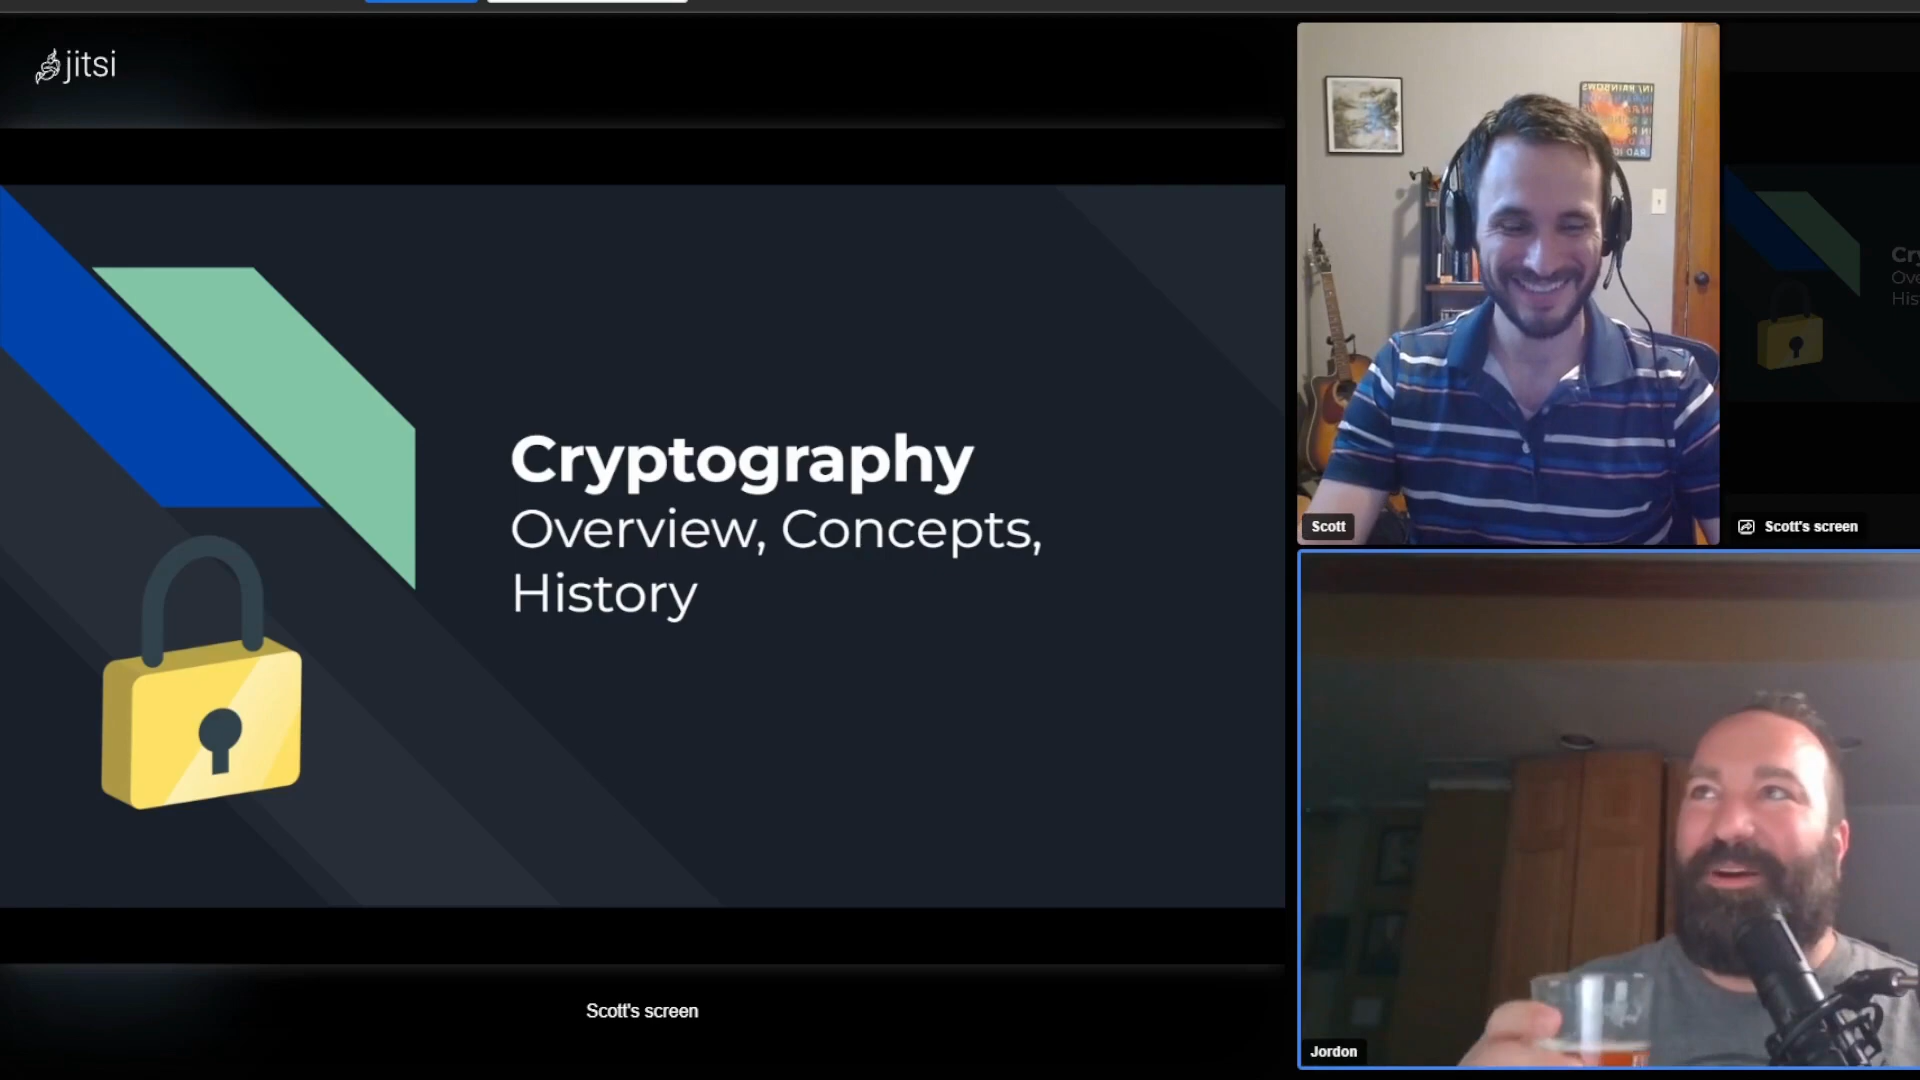 jitsi
Cryptography
Overview, Concepts,
History
Scott's screen
Scott
Scott's screen
Jordon